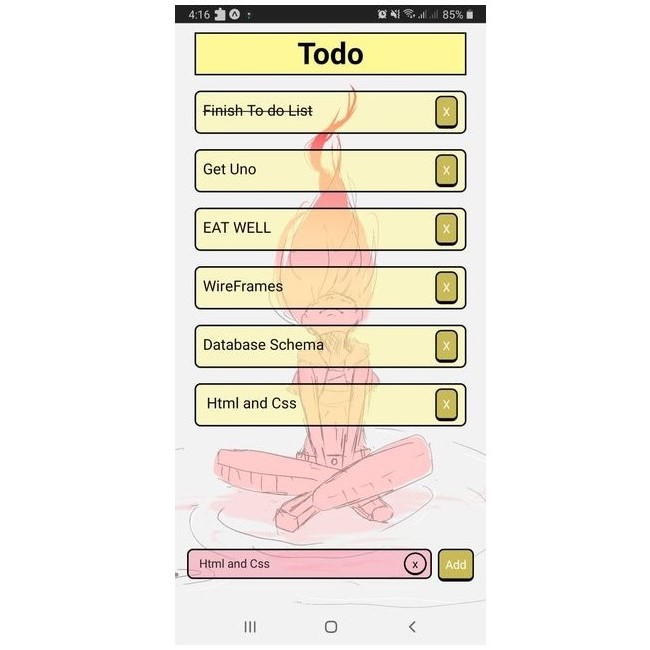 4:16 85%
Todo
Finish To do List X
Get Uno X
EAT WELL X
WireFrames X
Database Schema X
Html and Css X
Html and Css x Add